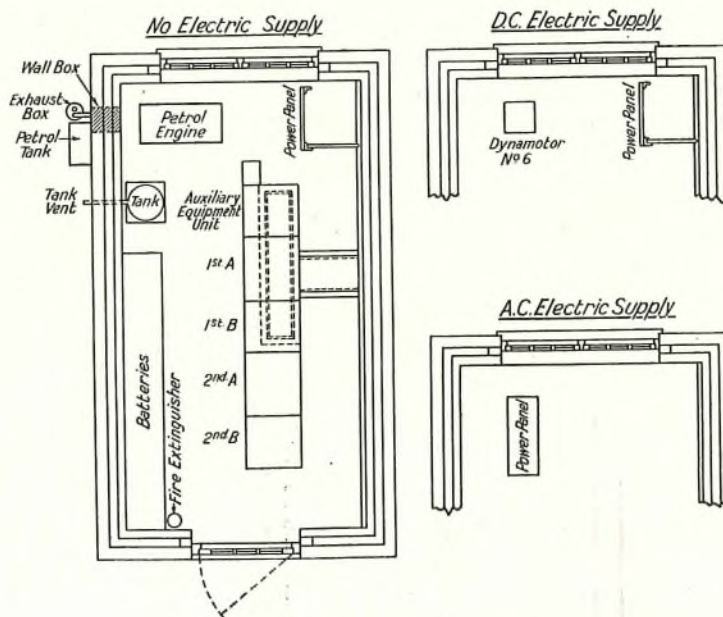 No Electric Supply
Wall Box
Exhaust
Box
Petrol
Tank
Petrol
Engine
Power Panel
Tank
Vent
Tank
Auxiliary
Equipment
Unit
1st A
1st B
2nd A
2nd B
Batteries
Fire Extinguisher
D.C. Electric Supply
Dynamotor
Nº 6
Power Panel
A.C. Electric Supply
Power Panel